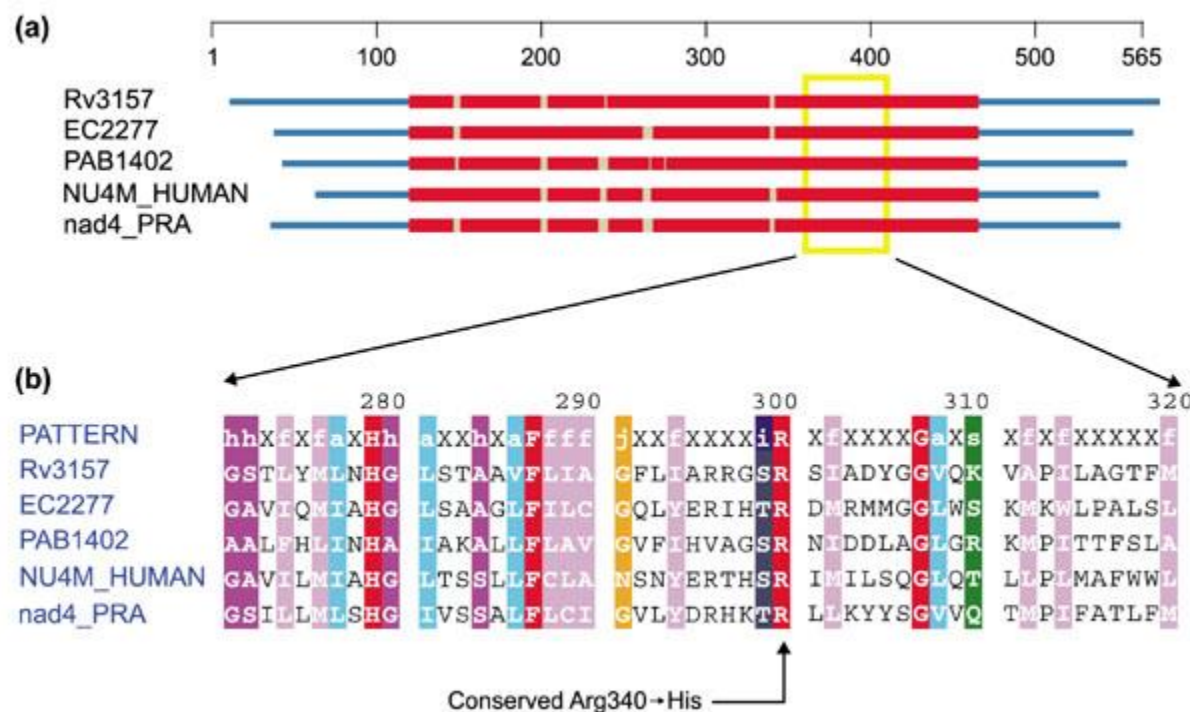 (a)
1 100 200 300 400 500 565
Rv3157
EC2277
PAB1402
NU4M_HUMAN
nad4_PRA
(b)
280 290 300 310 320
PATTERN hhXfXfaXHh aXXhXaFfff jXXfXXXXiR XfXXXXGaXs XfXfXXXXXf
Rv3157 GSTLYMLNHG LSTAAVFLIA GFLIARRGSR SIADYGGVQK VAPILAGTFM
EC2277 GAVIQMIAHG LSAAGLFILC GQLYERIHTR DMRMMGGLWS KMKWLPALSL
PAB1402 AALFHLINHA IAKALLFLAV GVFIHVAGSR NIDDLAGLGR KMPITTFSLA
NU4M_HUMAN GAVILMIAHG LTSSLLFCLA NSNYERTHSR IMILSQGLQT LLPLMAFWWL
nad4_PRA GSILLMLSHG IVSSALFLCI GVLYDRHKTR LLKYYSGVVQ TMPIFATLFM
Conserved Arg340→His